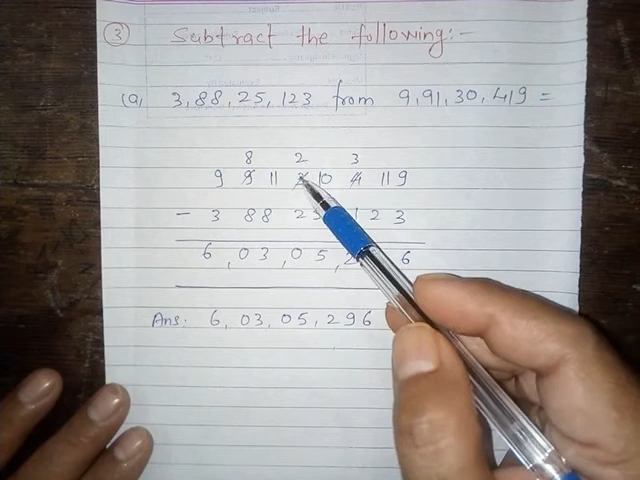 3 Subtract the following:-
(a) 3,88,25,123 from 9,91,30,419 =
8 2 3
9 9 11 3 10 4 11 9
- 3 88 25 123
6,03,05,2 6
Ans: 6,03,05,296